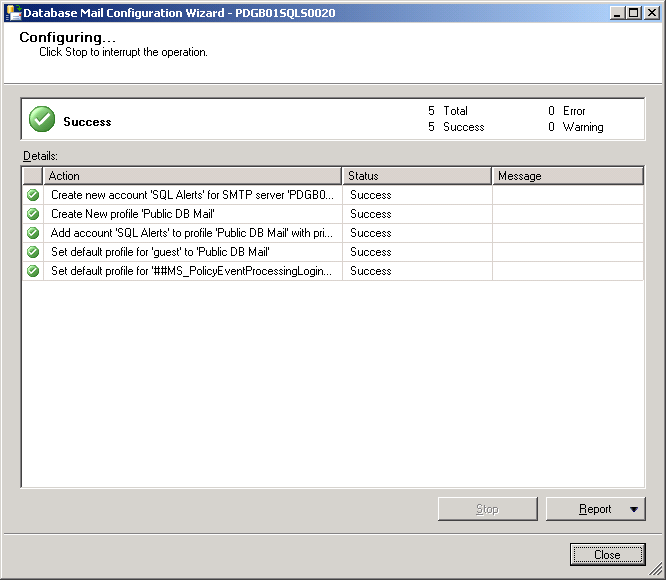 Database Mail Configuration Wizard - PDGB01SQLS0020
Configuring...
Click Stop to interrupt the operation.
Success
5 Total 0 Error
5 Success 0 Warning
Details:
Action Status Message
Create new account 'SQL Alerts' for SMTP server 'PDGB0... Success
Create New profile 'Public DB Mail' Success
Add account 'SQL Alerts' to profile 'Public DB Mail' with pri... Success
Set default profile for 'guest' to 'Public DB Mail' Success
Set default profile for '##MS_PolicyEventProcessingLogin... Success
Stop Report
Close